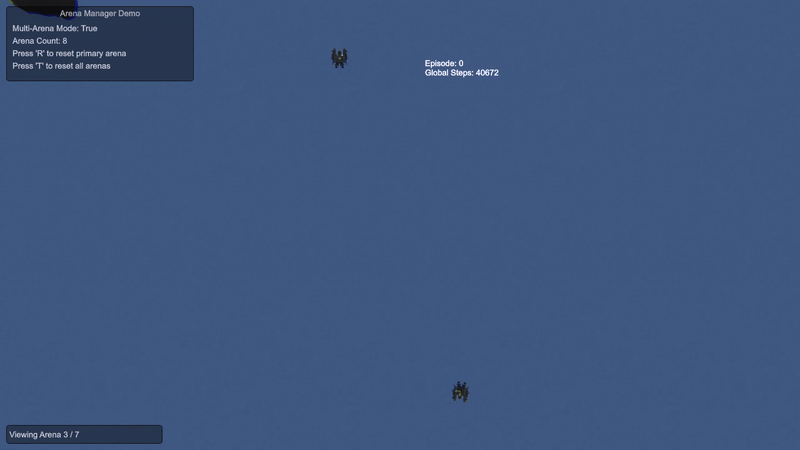 Arena Manager Demo
Multi-Arena Mode: True
Arena Count: 8
Press 'R' to reset primary arena
Press 'T' to reset all arenas
Episode: 0
Global Steps: 40672
Viewing Arena 3 / 7